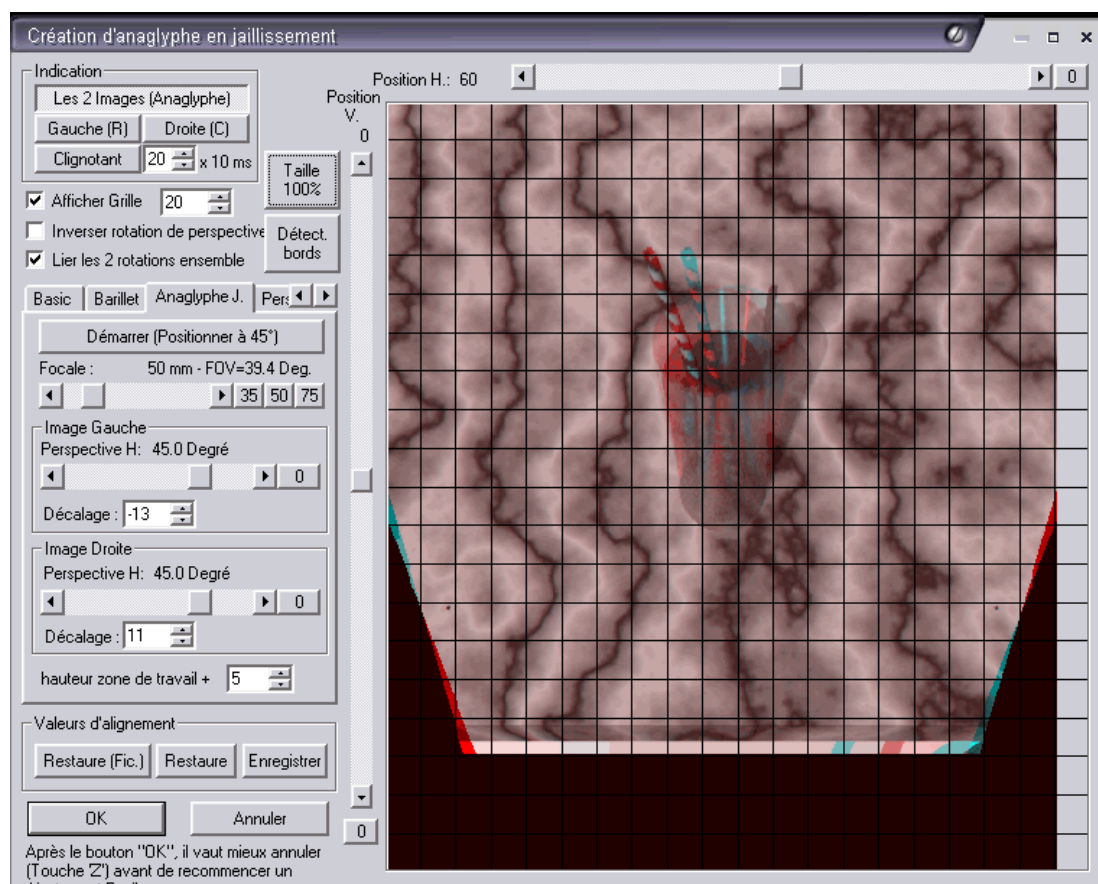 Création d'anaglyphe en jaillissement
Indication
Les 2 Images (Anaglyphe)
Gauche (R) Droite (C)
Clignotant 20 x 10 ms
Position H.: 60 0
Position
V.
0
Taille
100%
Afficher Grille 20
Inverser rotation de perspective
Détect.
bords
Lier les 2 rotations ensemble
Basic Barillet Anaglyphe J. Pers
Démarrer (Positionner à 45°)
Focale : 50 mm - FOV=39.4 Deg.
35 50 75
Image Gauche
Perspective H: 45.0 Degré
0
Décalage : -13
Image Droite
Perspective H: 45.0 Degré
0
Décalage : 11
hauteur zone de travail + 5
Valeurs d'alignement
Restaure (Fic.) Restaure Enregistrer
OK Annuler
0
Après le bouton "OK", il vaut mieux annuler
(Touche 'Z') avant de recommencer un